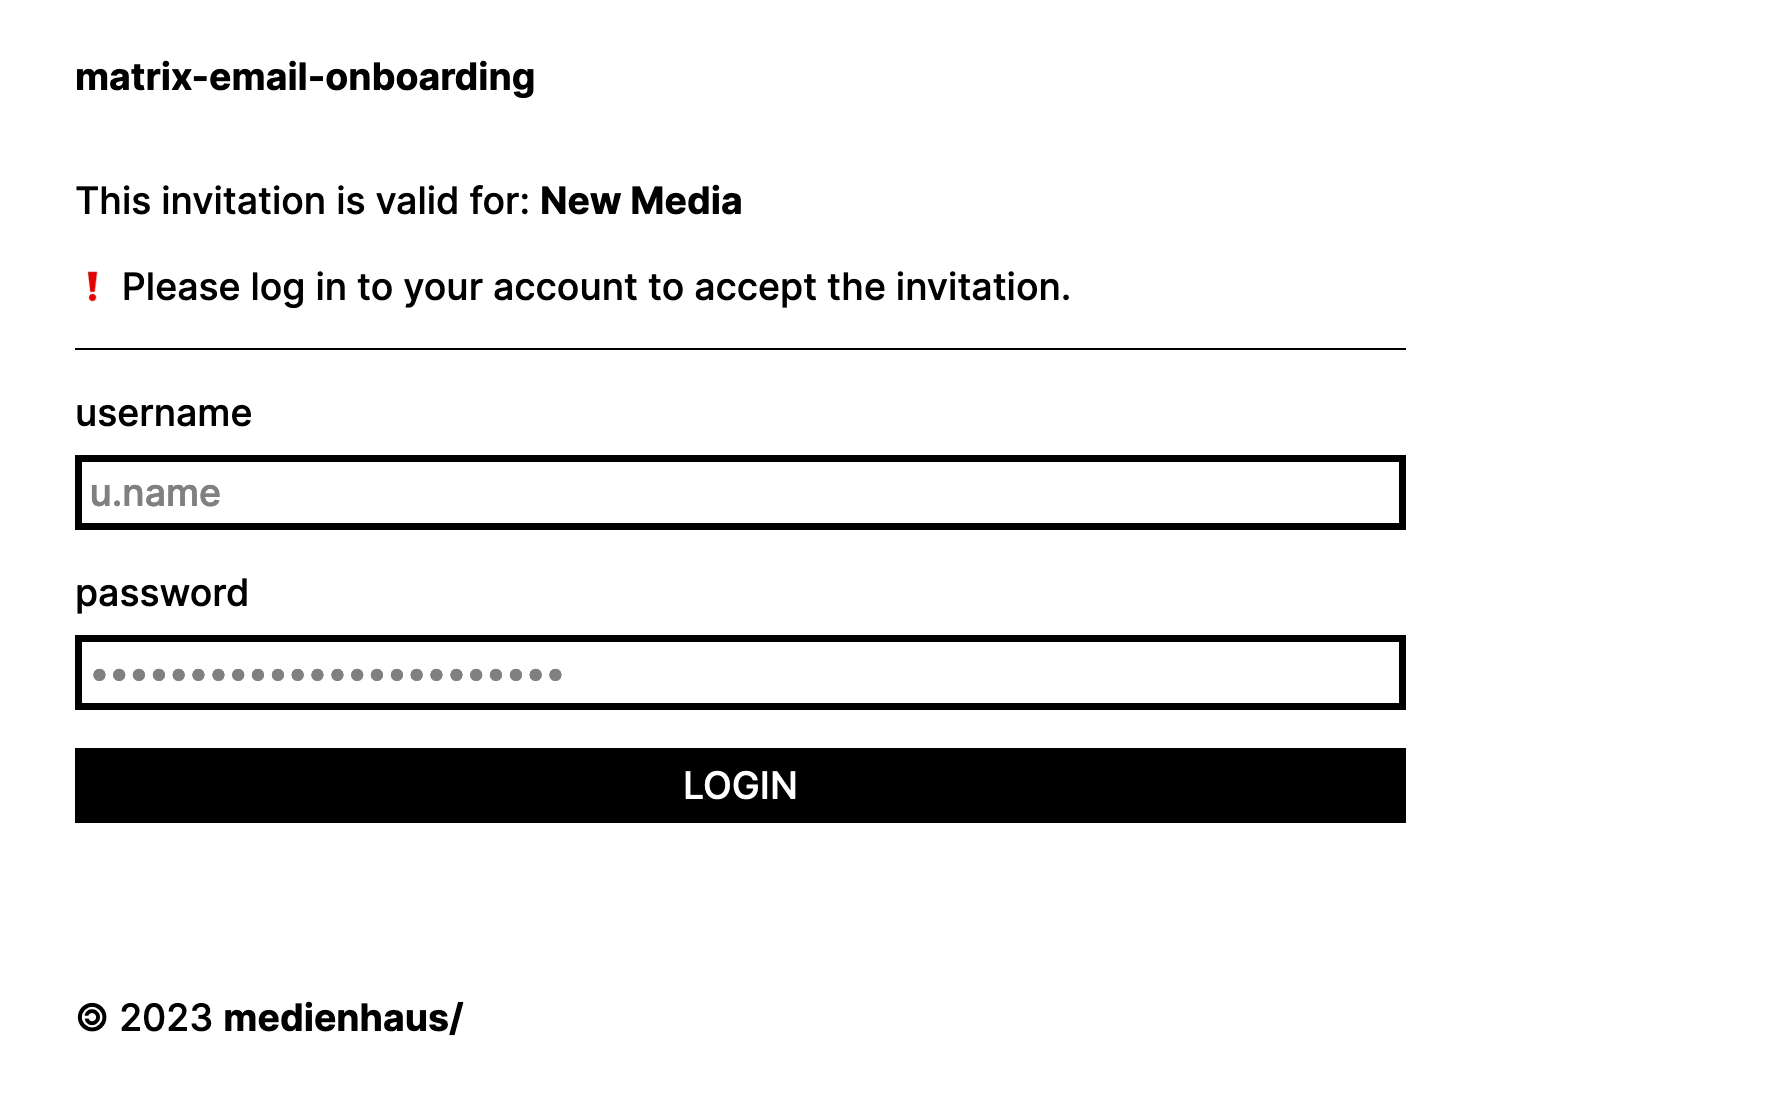 matrix-email-onboarding
This invitation is valid for: New Media
❗ Please log in to your account to accept the invitation.
username
u.name
password
••••••••••••••••••••••••
LOGIN
🄯 2023 medienhaus/